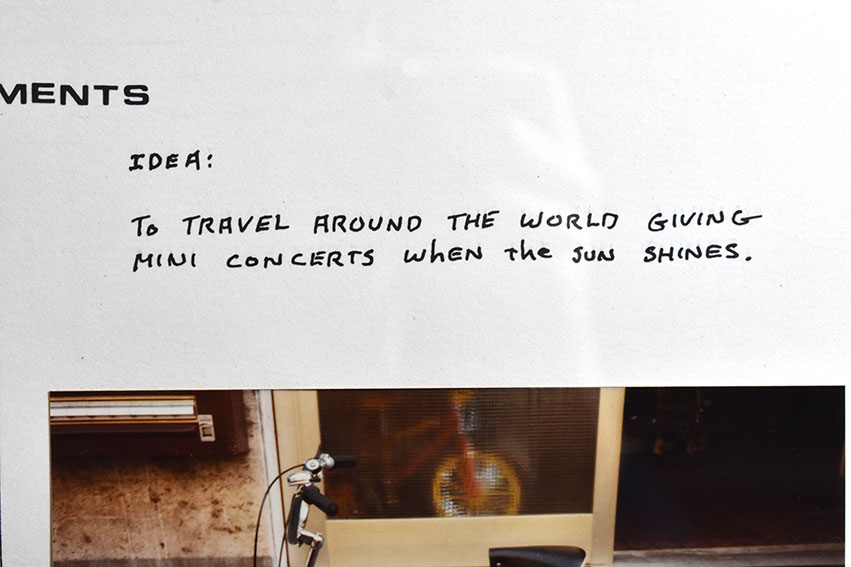 MENTS
IDEA:
To TRAVEL AROUND THE WORLD GIVING
MINI CONCERTS WHEN the SUN SHINES.